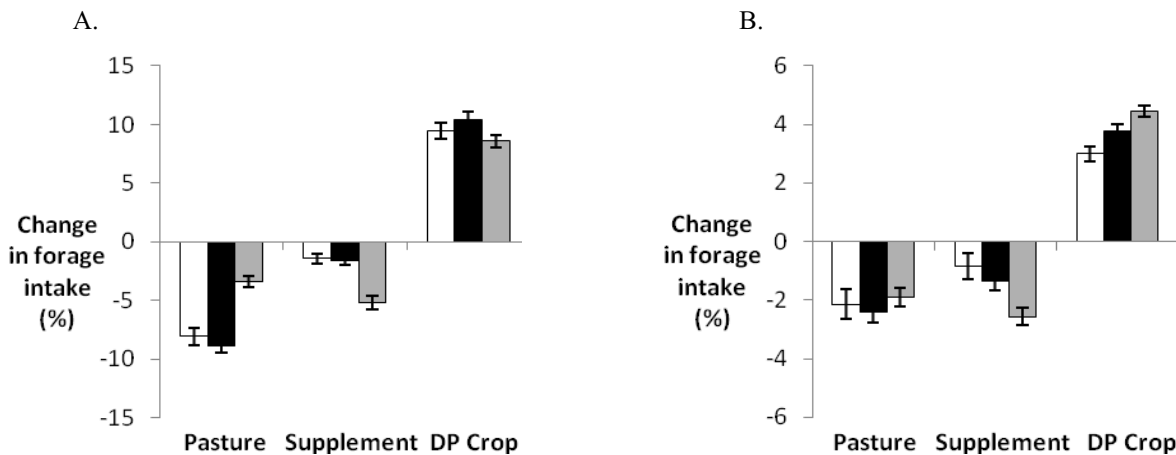 A.
15
10
5
0
-5
-10
-15
Change
in forage
intake
(%)
Pasture Supplement DP Crop
B.
6
4
2
0
-2
-4
-6
Change
in forage
intake
(%)
Pasture Supplement DP Crop